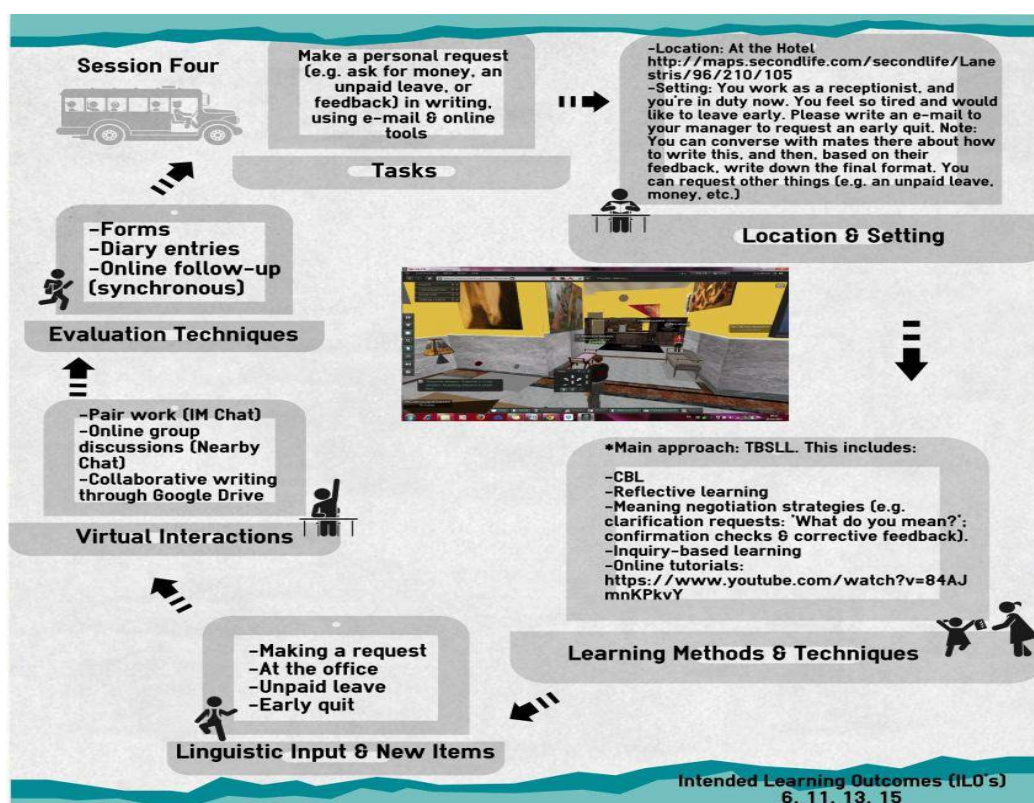 Session Four
Make a personal request
(e.g. ask for money, an
unpaid leave, or
feedback) in writing,
using e-mail & online
tools
Tasks
-Location: At the Hotel
http://maps.secondlife.com/secondlife/Lane
stris/96/210/105
-Setting: You work as a receptionist, and
you're in duty now. You feel so tired and would
like to leave early. Please write an e-mail to
your manager to request an early quit. Note:
You can converse with mates there about how
to write this, and then, based on their
feedback, write down the final format. You
can request other things (e.g. an unpaid leave,
money, etc.)
Location & Setting
*Main approach: TBSLL. This includes:
-CBL
-Reflective learning
-Meaning negotiation strategies (e.g.
clarification requests: "What do you mean?";
confirmation checks & corrective feedback).
-Inquiry-based learning
-Online tutorials:
https://www.youtube.com/watch?v=84AJ
mnKPkvY
Learning Methods & Techniques
-Making a request
-At the office
-Unpaid leave
-Early quit
Linguistic Input & New Items
-Pair work (IM Chat)
-Online group
discussions (Nearby
Chat)
-Collaborative writing
through Google Drive
Virtual Interactions
-Forms
-Diary entries
-Online follow-up
(synchronous)
Evaluation Techniques
Intended Learning Outcomes (ILO's)
6, 11, 13, 15